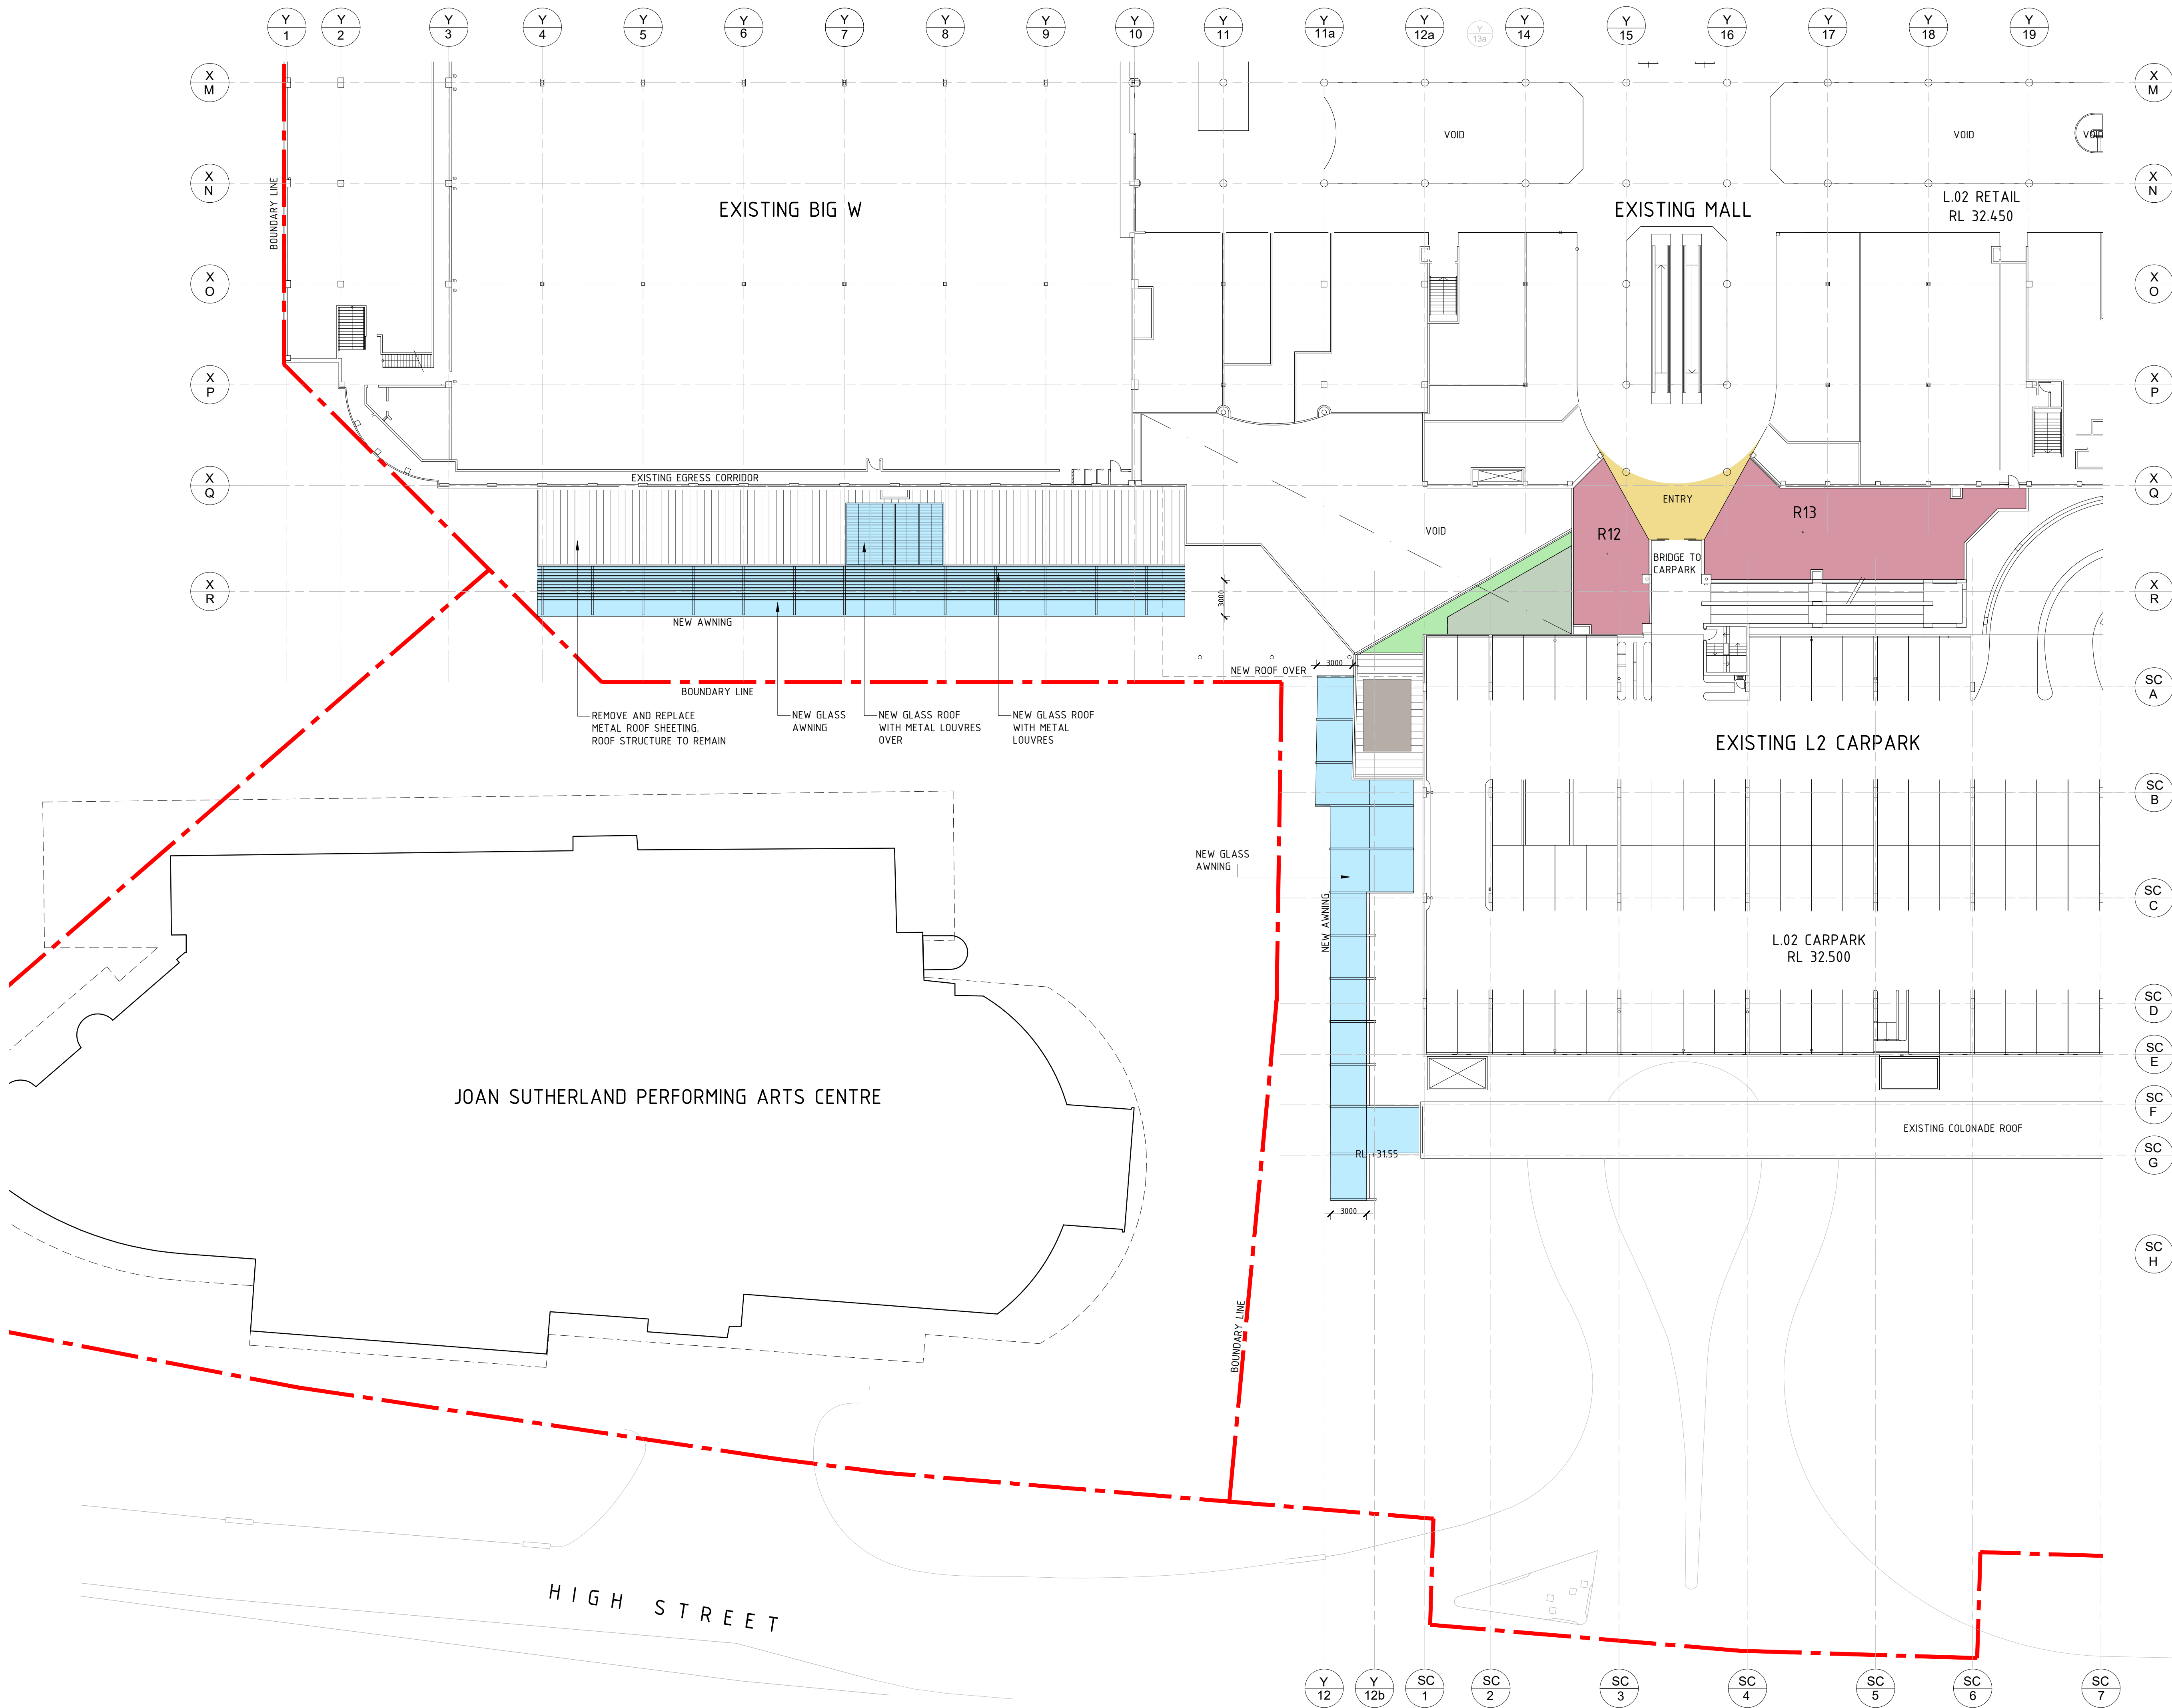 Y
1
Y
2
Y
3
Y
4
Y
5
Y
6
Y
7
Y
8
Y
9
Y
10
Y
11
Y
11a
Y
12a
Y
13a
Y
14
Y
15
Y
16
Y
17
Y
18
Y
19
X
M
X
M
VOID
VOID
VOID
X
N
X
N
BOUNDARY LINE
EXISTING BIG W
EXISTING MALL
L.02 RETAIL
RL 32.450
X
O
X
O
X
P
X
P
X
Q
X
Q
EXISTING EGRESS CORRIDOR
ENTRY
VOID
R12
R13
BRIDGE TO
CARPARK
X
R
X
R
3000
NEW AWNING
BOUNDARY LINE
NEW ROOF OVER
3000
SC
A
REMOVE AND REPLACE
METAL ROOF SHEETING.
ROOF STRUCTURE TO REMAIN
NEW GLASS
AWNING
NEW GLASS ROOF
WITH METAL LOUVRES
OVER
NEW GLASS ROOF
WITH METAL
LOUVRES
EXISTING L2 CARPARK
SC
B
NEW GLASS
AWNING
NEW AWNING
SC
C
L.02 CARPARK
RL 32.500
SC
D
SC
E
JOAN SUTHERLAND PERFORMING ARTS CENTRE
SC
F
EXISTING COLONADE ROOF
RL +31.55
SC
G
3000
SC
H
BOUNDARY LINE
HIGH STREET
Y
12
Y
12b
SC
1
SC
2
SC
3
SC
4
SC
5
SC
6
SC
7